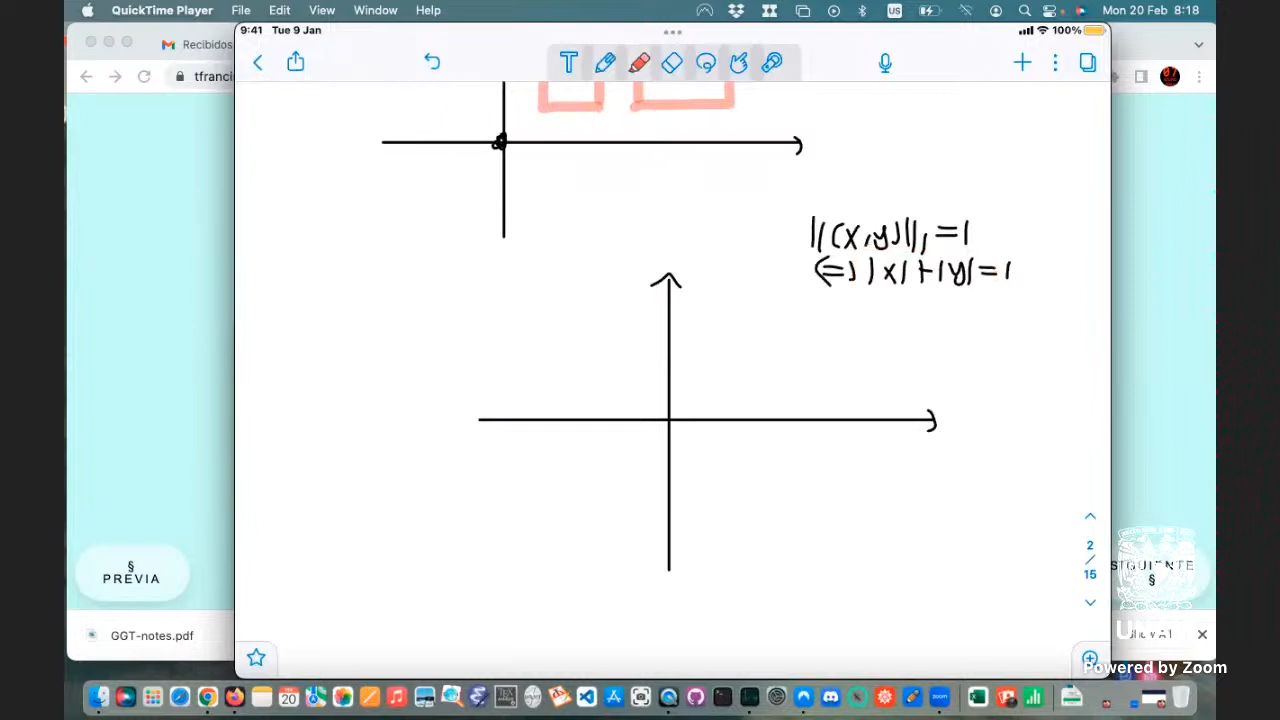 QuickTime Player File Edit View Window Help US Mon 20 Feb 8:18
9:41 Tue 9 Jan 100%
Recibidos
tfranci
||(x,y)||₁ = 1
<=> |x| + |y| = 1
2
/
15
§
PREVIA
SIGUIENTE
§
GGT-notes.pdf
Powered by Zoom